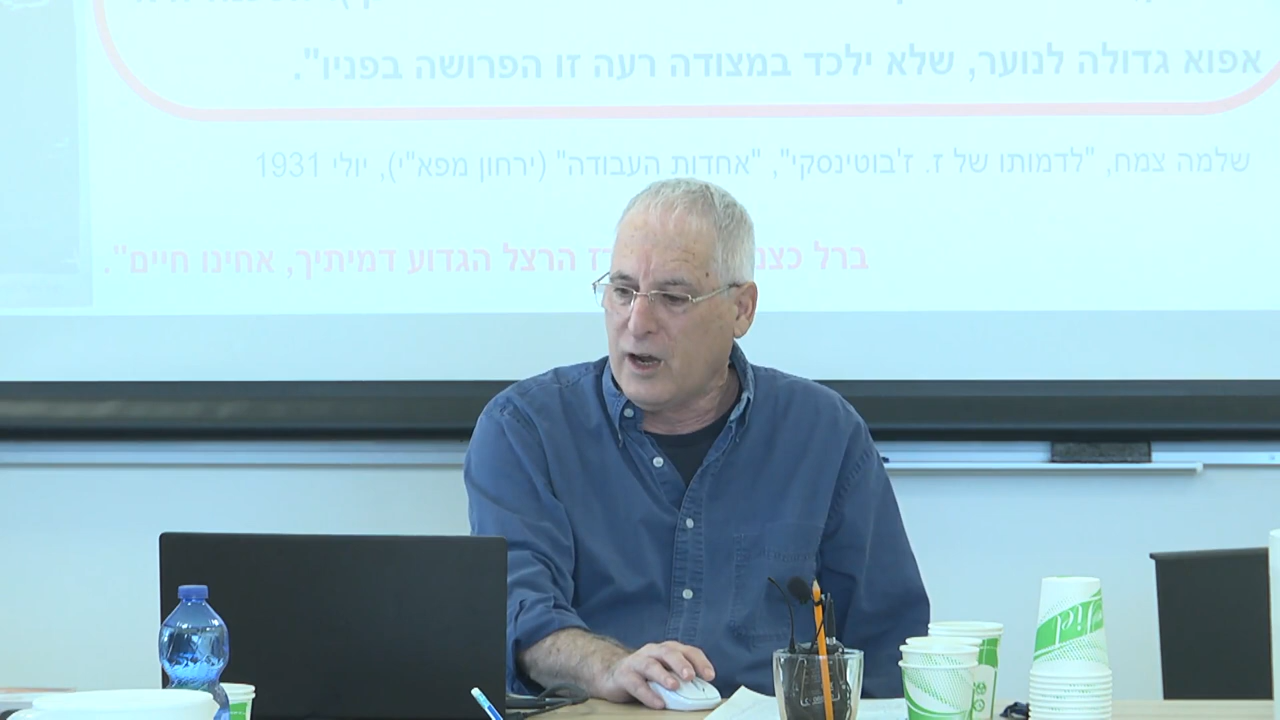 אפוא גדולה לנוער, שלא ילכד במצודה רעה זו הפרושה בפניו".
שלמה צמח, "לדמותו של ז. ז'בוטינסקי", "אחדות העבודה" (ירחון מפא"י), יולי 1931
ברל הרצל הגדוע דמיתיך, אחינו חיים".